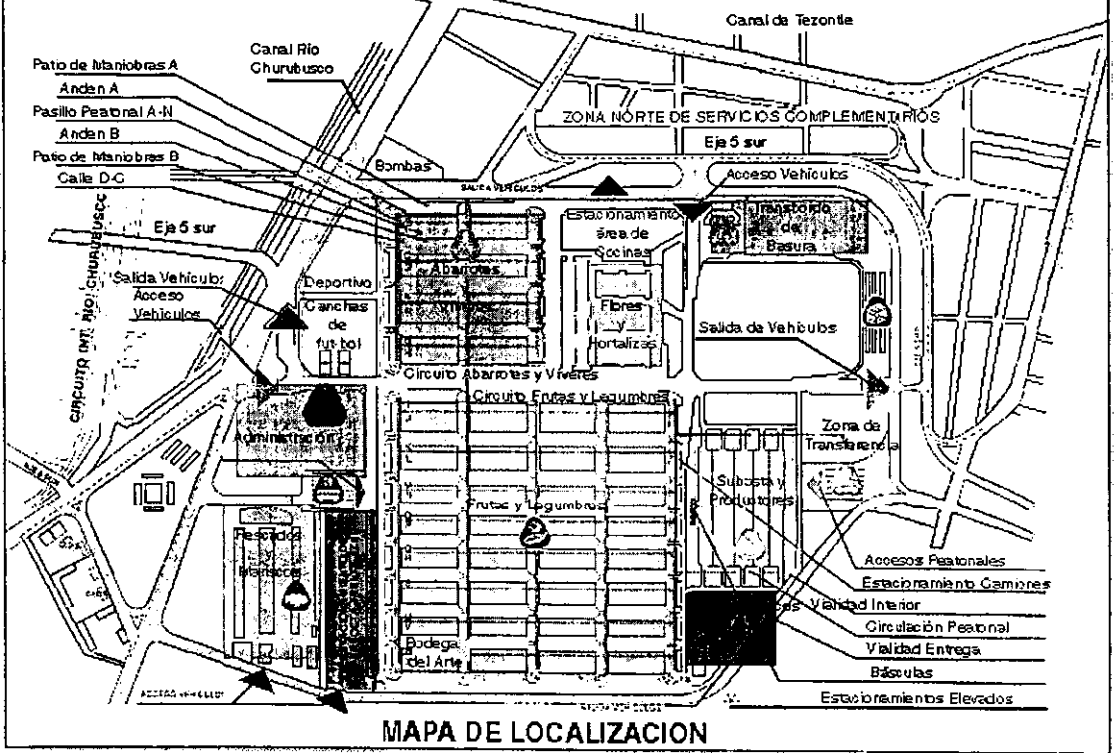 Canal de Tezontle
Canal Rio
Churubusco
Patio de Maniobras A
Anden A
Pasillo Peatonal A-N
Anden B
Patio de Maniobras B
Calle D-C
ZONA NORTE DE SERVICIOS COMPLEMENTARIOS
Eje 5 sur
Bombas
SALIDA VEHICULOS
Acceso Vehículos
Estacionamiento
área de
Cocinas
Transbordo
de
Basura
Eje 5 sur
CIRCUITO INT. RIO CHURUBUSCO
Salida Vehículos
Acceso
Vehículos
Deportivo
Canchas
de
futbol
Abarrotes
Flores
y
Hortalizas
Salida de Vehículos
Circuito Abarrotes y Víveres
Circuito Frutas y Legumbres
Administración
Zona de
Transferencia
Subasta y
Productores
Frutas y Legumbres
Pescados
y
Mariscos
Accesos Peatonales
Estacionamiento Camiones
Vialidad Interior
Circulación Peatonal
Vialidad Entrega
Básculas
Estacionamientos Elevados
Bodega
del Arte
ACCESO VEHICULOS
MAPA DE LOCALIZACION